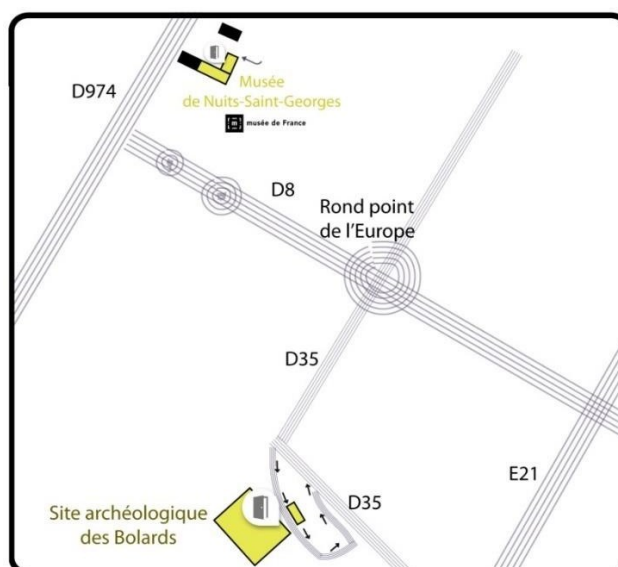 D974
Musée
de Nuits-Saint-Georges
m musée de France
D8
Rond point
de l'Europe
D35
E21
D35
Site archéologique
des Bolards